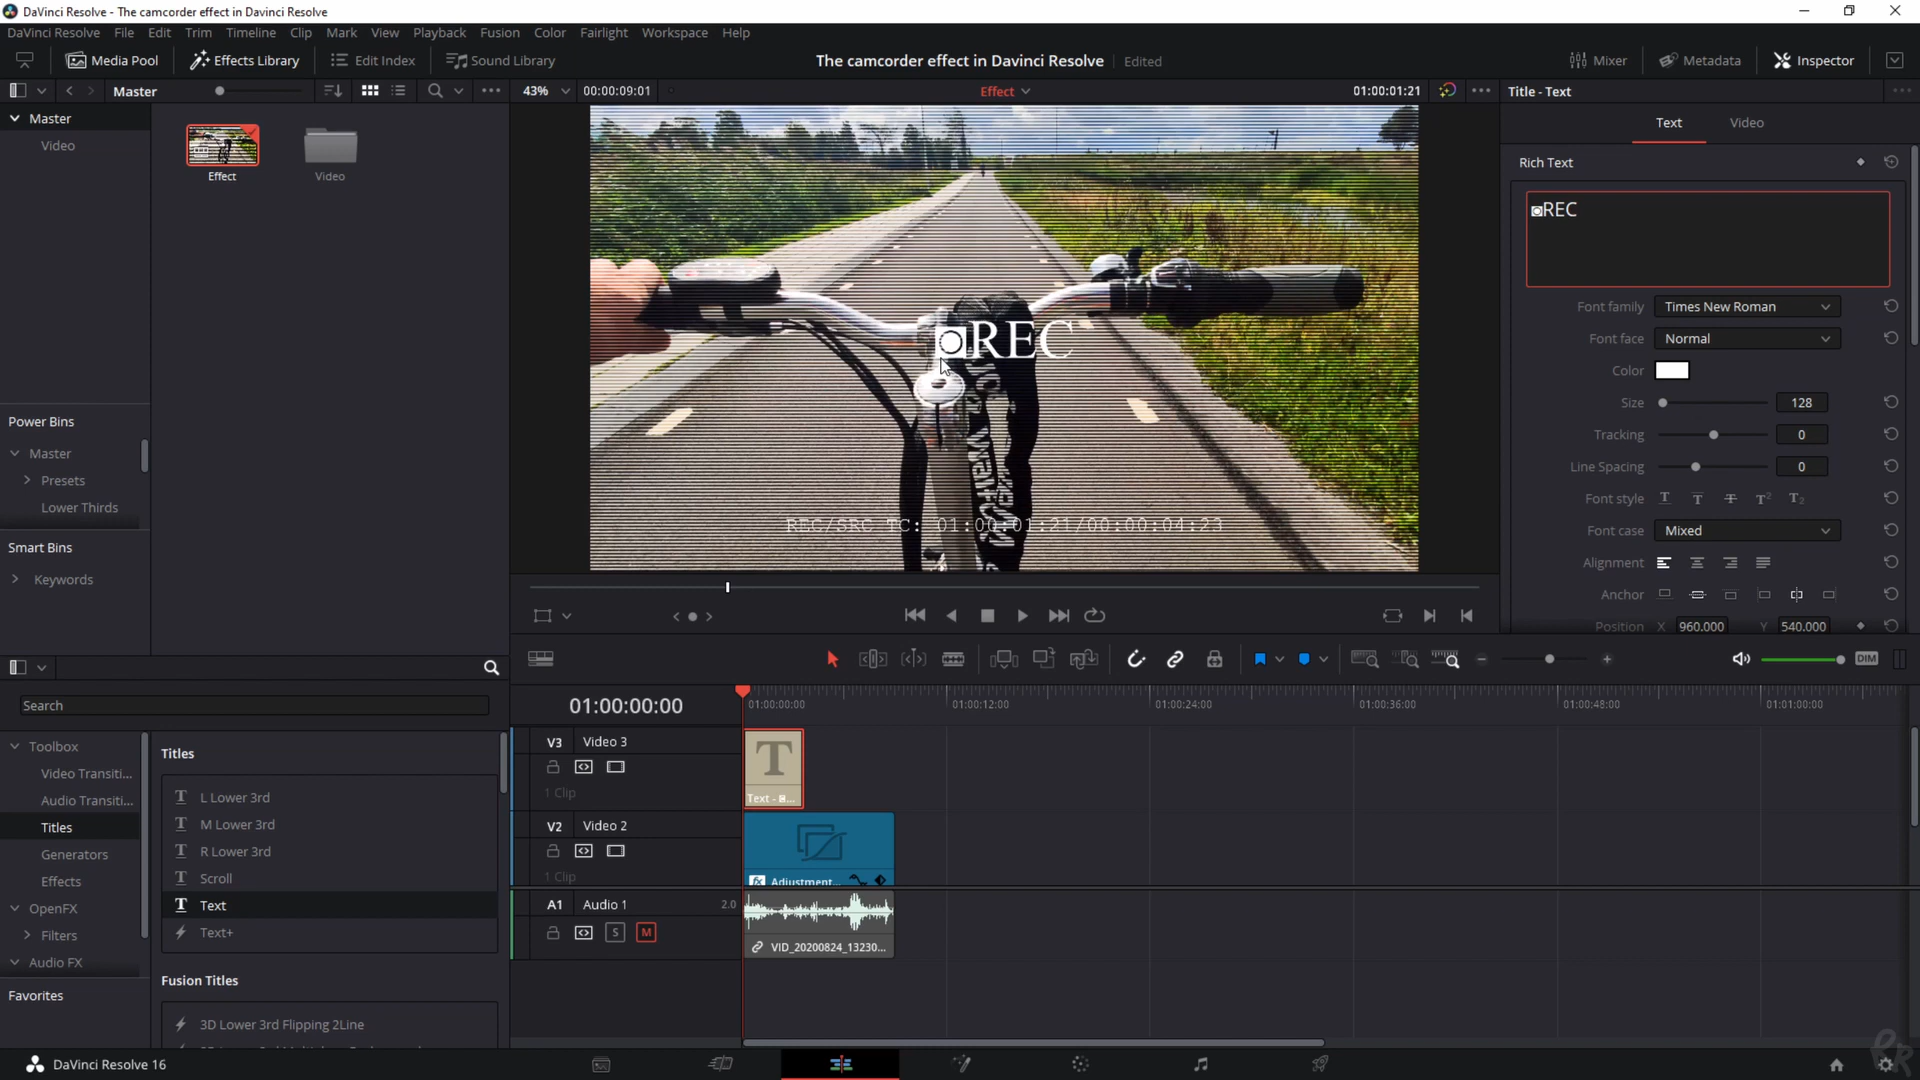 DaVinci Resolve - The camcorder effect in Davinci Resolve
DaVinci Resolve File Edit Trim Timeline Clip Mark View Playback Fusion Color Fairlight Workspace Help
Media Pool Effects Library Edit Index Sound Library
The camcorder effect in Davinci Resolve Edited
Mixer Metadata Inspector
Master
43% 00:00:09:01
Effect
01:00:01:21
Title - Text
Master
Video
Effect
Video
Text Video
Rich Text
◘REC
Font family Times New Roman
Font face Normal
Color
Size 128
Tracking 0
Line Spacing 0
Font style T T T T² T₂
Font case Mixed
Alignment
Anchor
Position X 960.000 Y 540.000
◘REC
REC/SRC TC: 01:00:01:21/00:00:04:23
Power Bins
Master
Presets
Lower Thirds
Smart Bins
Keywords
DIM
Search
Toolbox
Video Transiti...
Audio Transiti...
Titles
Generators
Effects
OpenFX
Filters
Audio FX
Favorites
Titles
L Lower 3rd
M Lower 3rd
R Lower 3rd
Scroll
Text
Text+
Fusion Titles
3D Lower 3rd Flipping 2Line
01:00:00:00
01:00:00:00 01:00:12:00 01:00:24:00 01:00:36:00 01:00:48:00 01:01:00:00
V3 Video 3
1 Clip
V2 Video 2
1 Clip
Adjustment...
A1 Audio 1 2.0
S M
VID_20200824_13230...
DaVinci Resolve 16